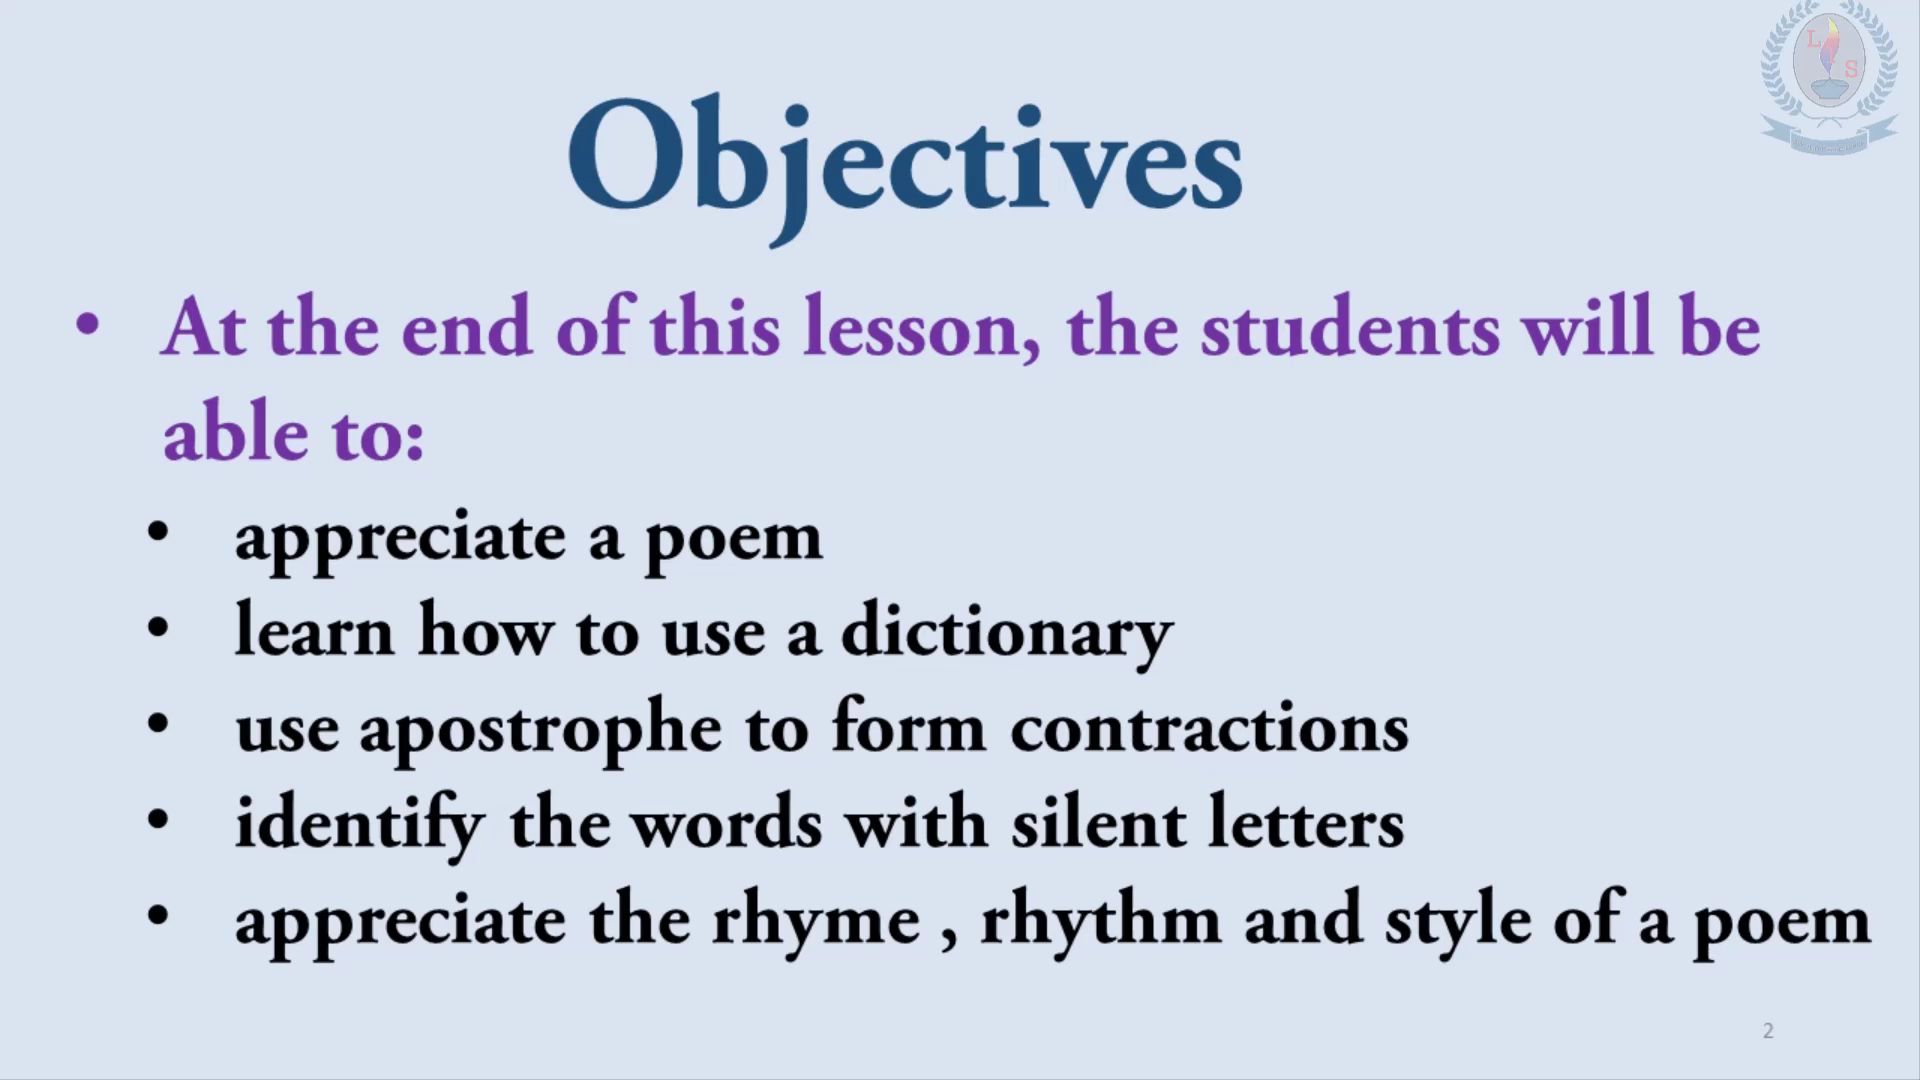 L
S
Objectives
• At the end of this lesson, the students will be
able to:
• appreciate a poem
• learn how to use a dictionary
• use apostrophe to form contractions
• identify the words with silent letters
• appreciate the rhyme , rhythm and style of a poem
2